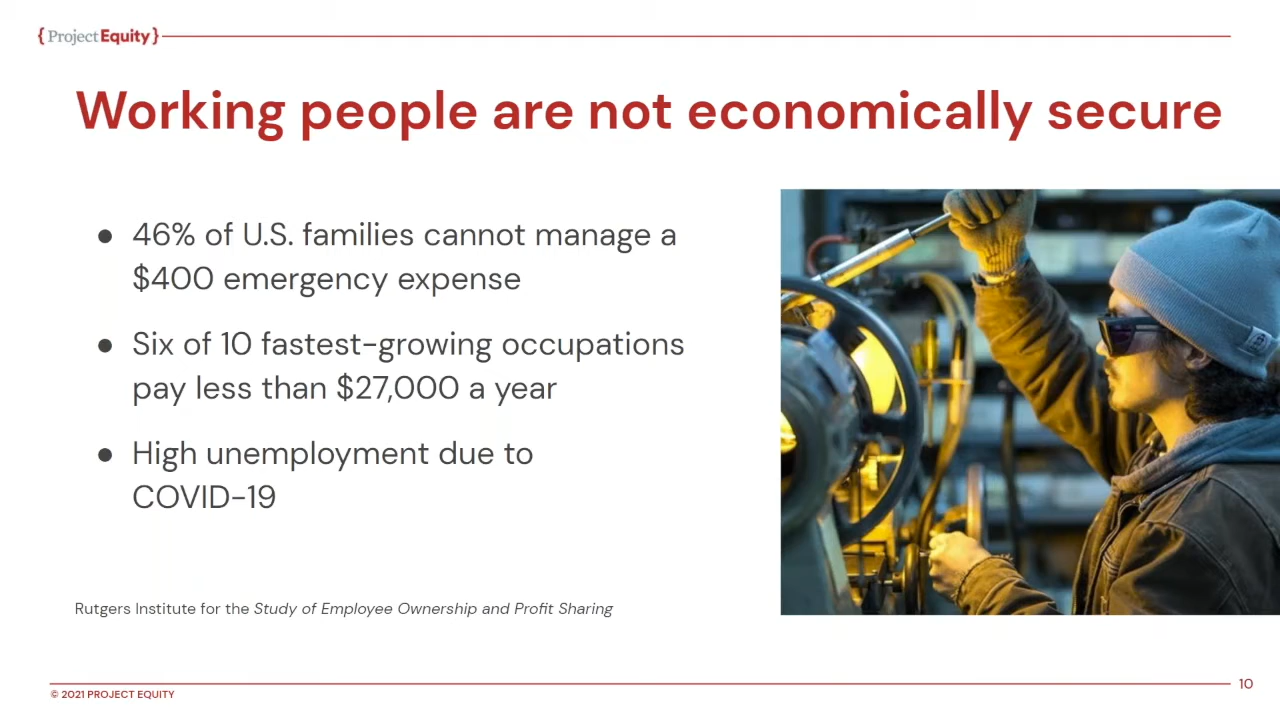 { Project Equity }
Working people are not economically secure
● 46% of U.S. families cannot manage a
$400 emergency expense
● Six of 10 fastest-growing occupations
pay less than $27,000 a year
● High unemployment due to
COVID-19
Rutgers Institute for the Study of Employee Ownership and Profit Sharing
© 2021 PROJECT EQUITY
10